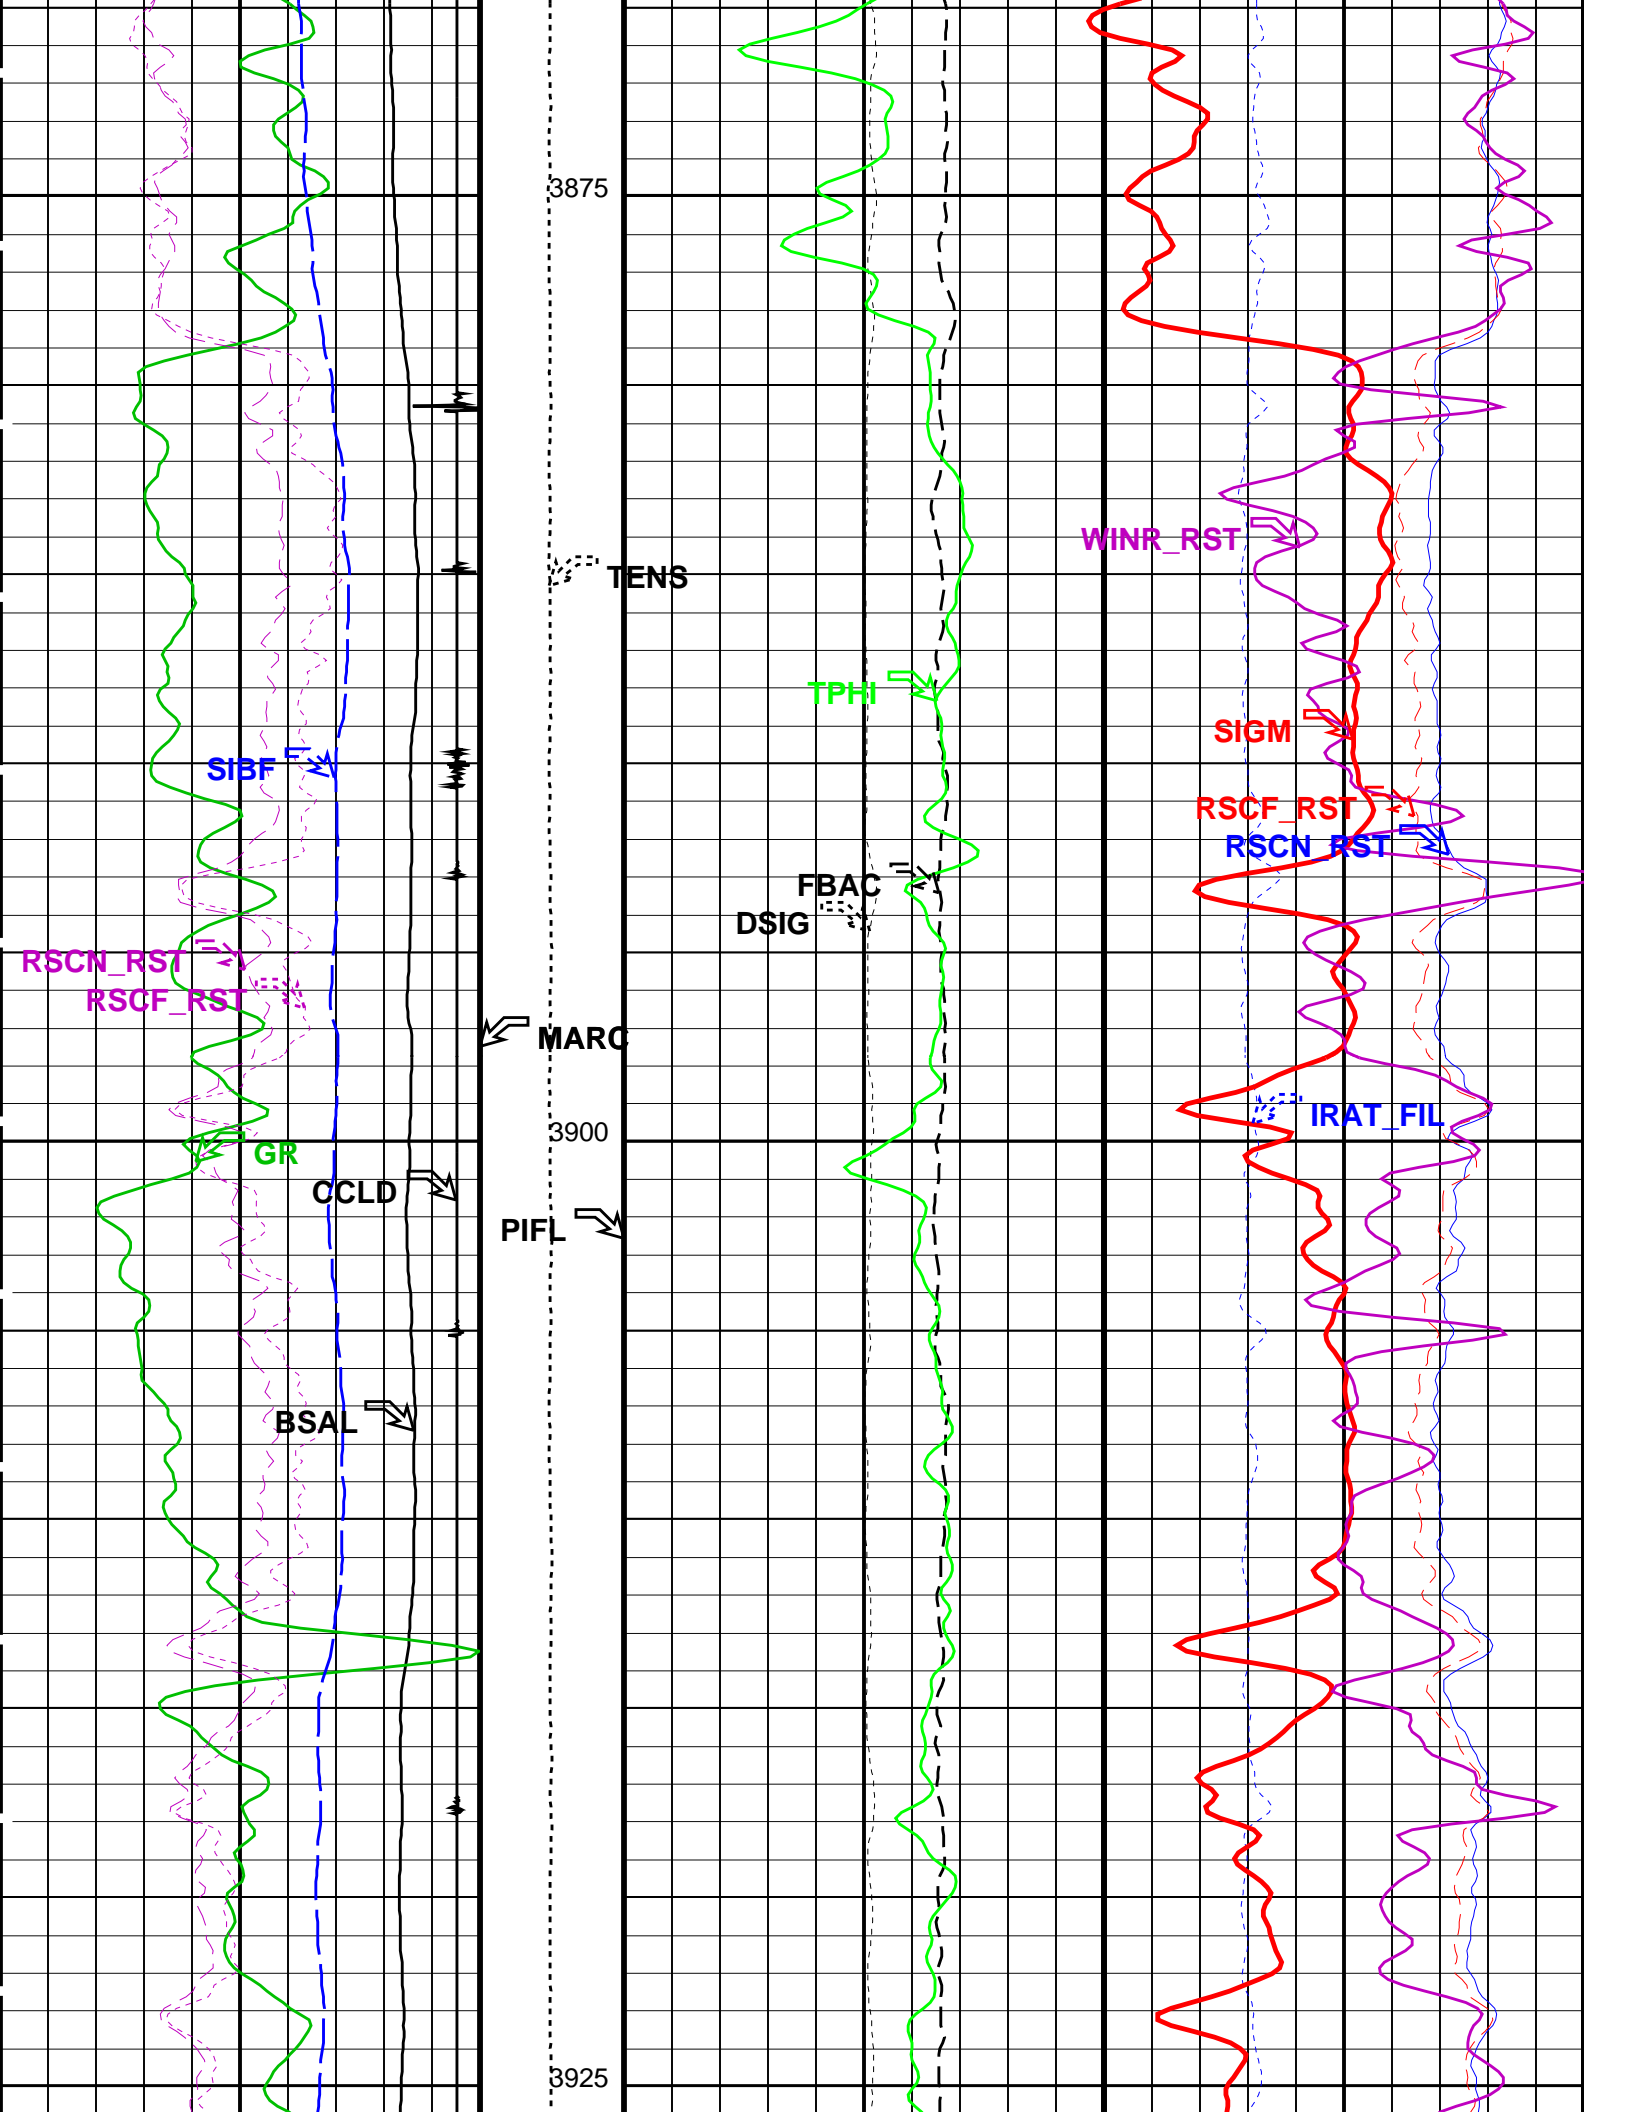 3875
WINR_RST
TENS
TPHI
SIGM
SIBF
RSCF_RST
RSCN_RST
FBAC
DSIG
RSCN_RST
RSCF_RST
MARC
IRAT_FIL
3900
GR
CCLD
PIFL
BSAL
3925